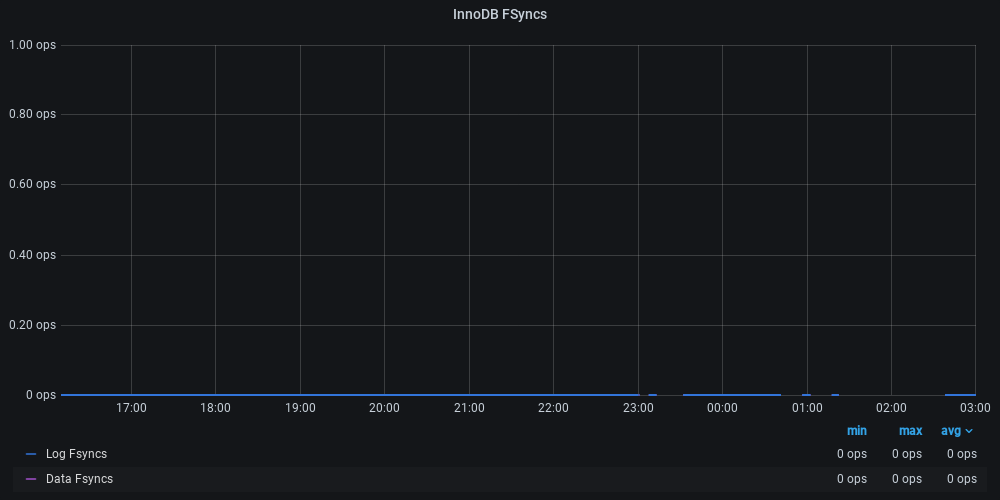 InnoDB FSyncs
1.00 ops
0.80 ops
0.60 ops
0.40 ops
0.20 ops
0 ops
17:00 18:00 19:00 20:00 21:00 22:00 23:00 00:00 01:00 02:00 03:00
min max avg
Log Fsyncs 0 ops 0 ops 0 ops
Data Fsyncs 0 ops 0 ops 0 ops